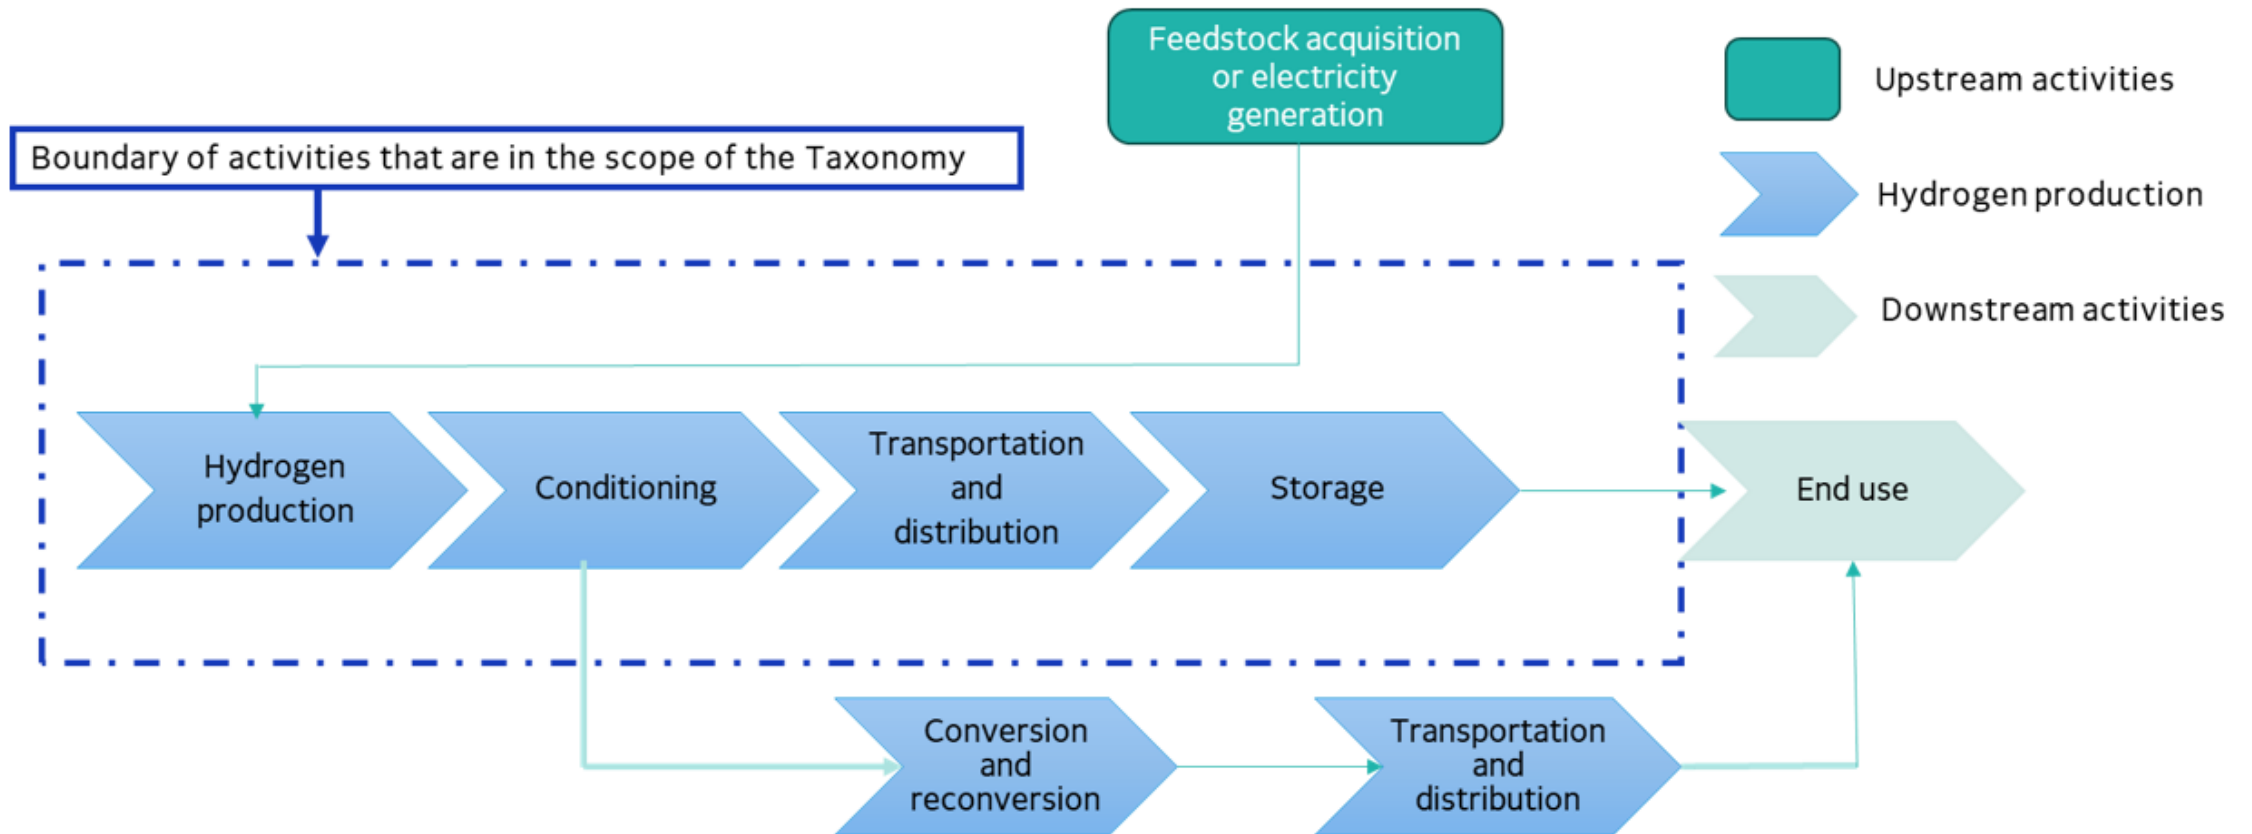 Feedstock acquisition
or electricity
generation
Upstream activities
Boundary of activities that are in the scope of the Taxonomy
Hydrogen production
Downstream activities
Hydrogen
production
Conditioning
Transportation
and
distribution
Storage
End use
Conversion
and
reconversion
Transportation
and
distribution